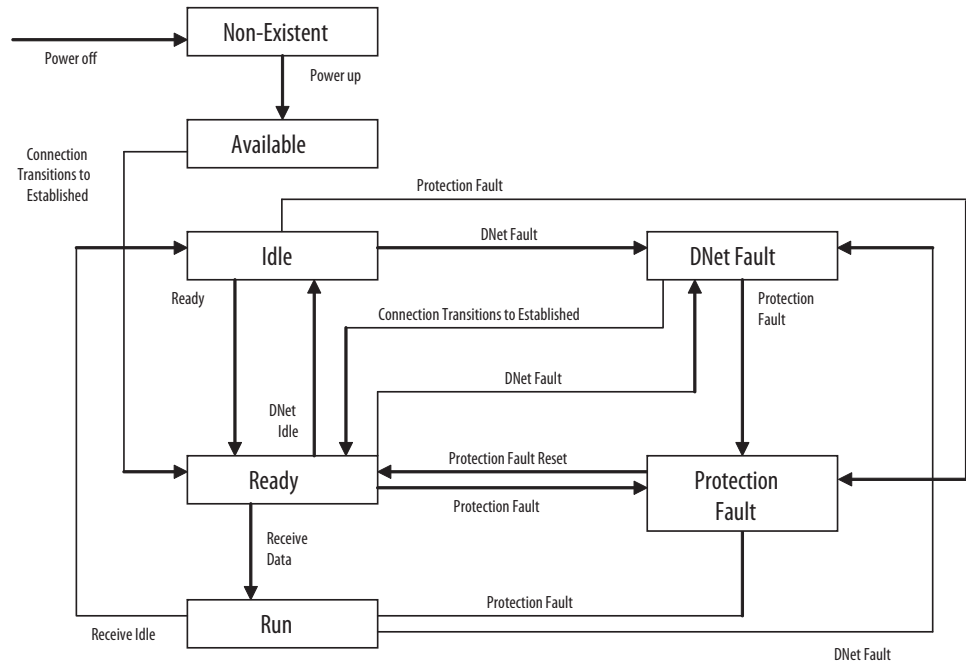 Non-Existent
Power off
Power up
Available
Connection
Transitions to
Established
Protection Fault
Idle
DNet Fault
DNet Fault
Ready
Protection
Fault
Connection Transitions to Established
DNet Fault
DNet
Idle
Ready
Protection Fault Reset
Protection Fault
Protection
Fault
Receive
Data
Run
Protection Fault
Receive Idle
DNet Fault